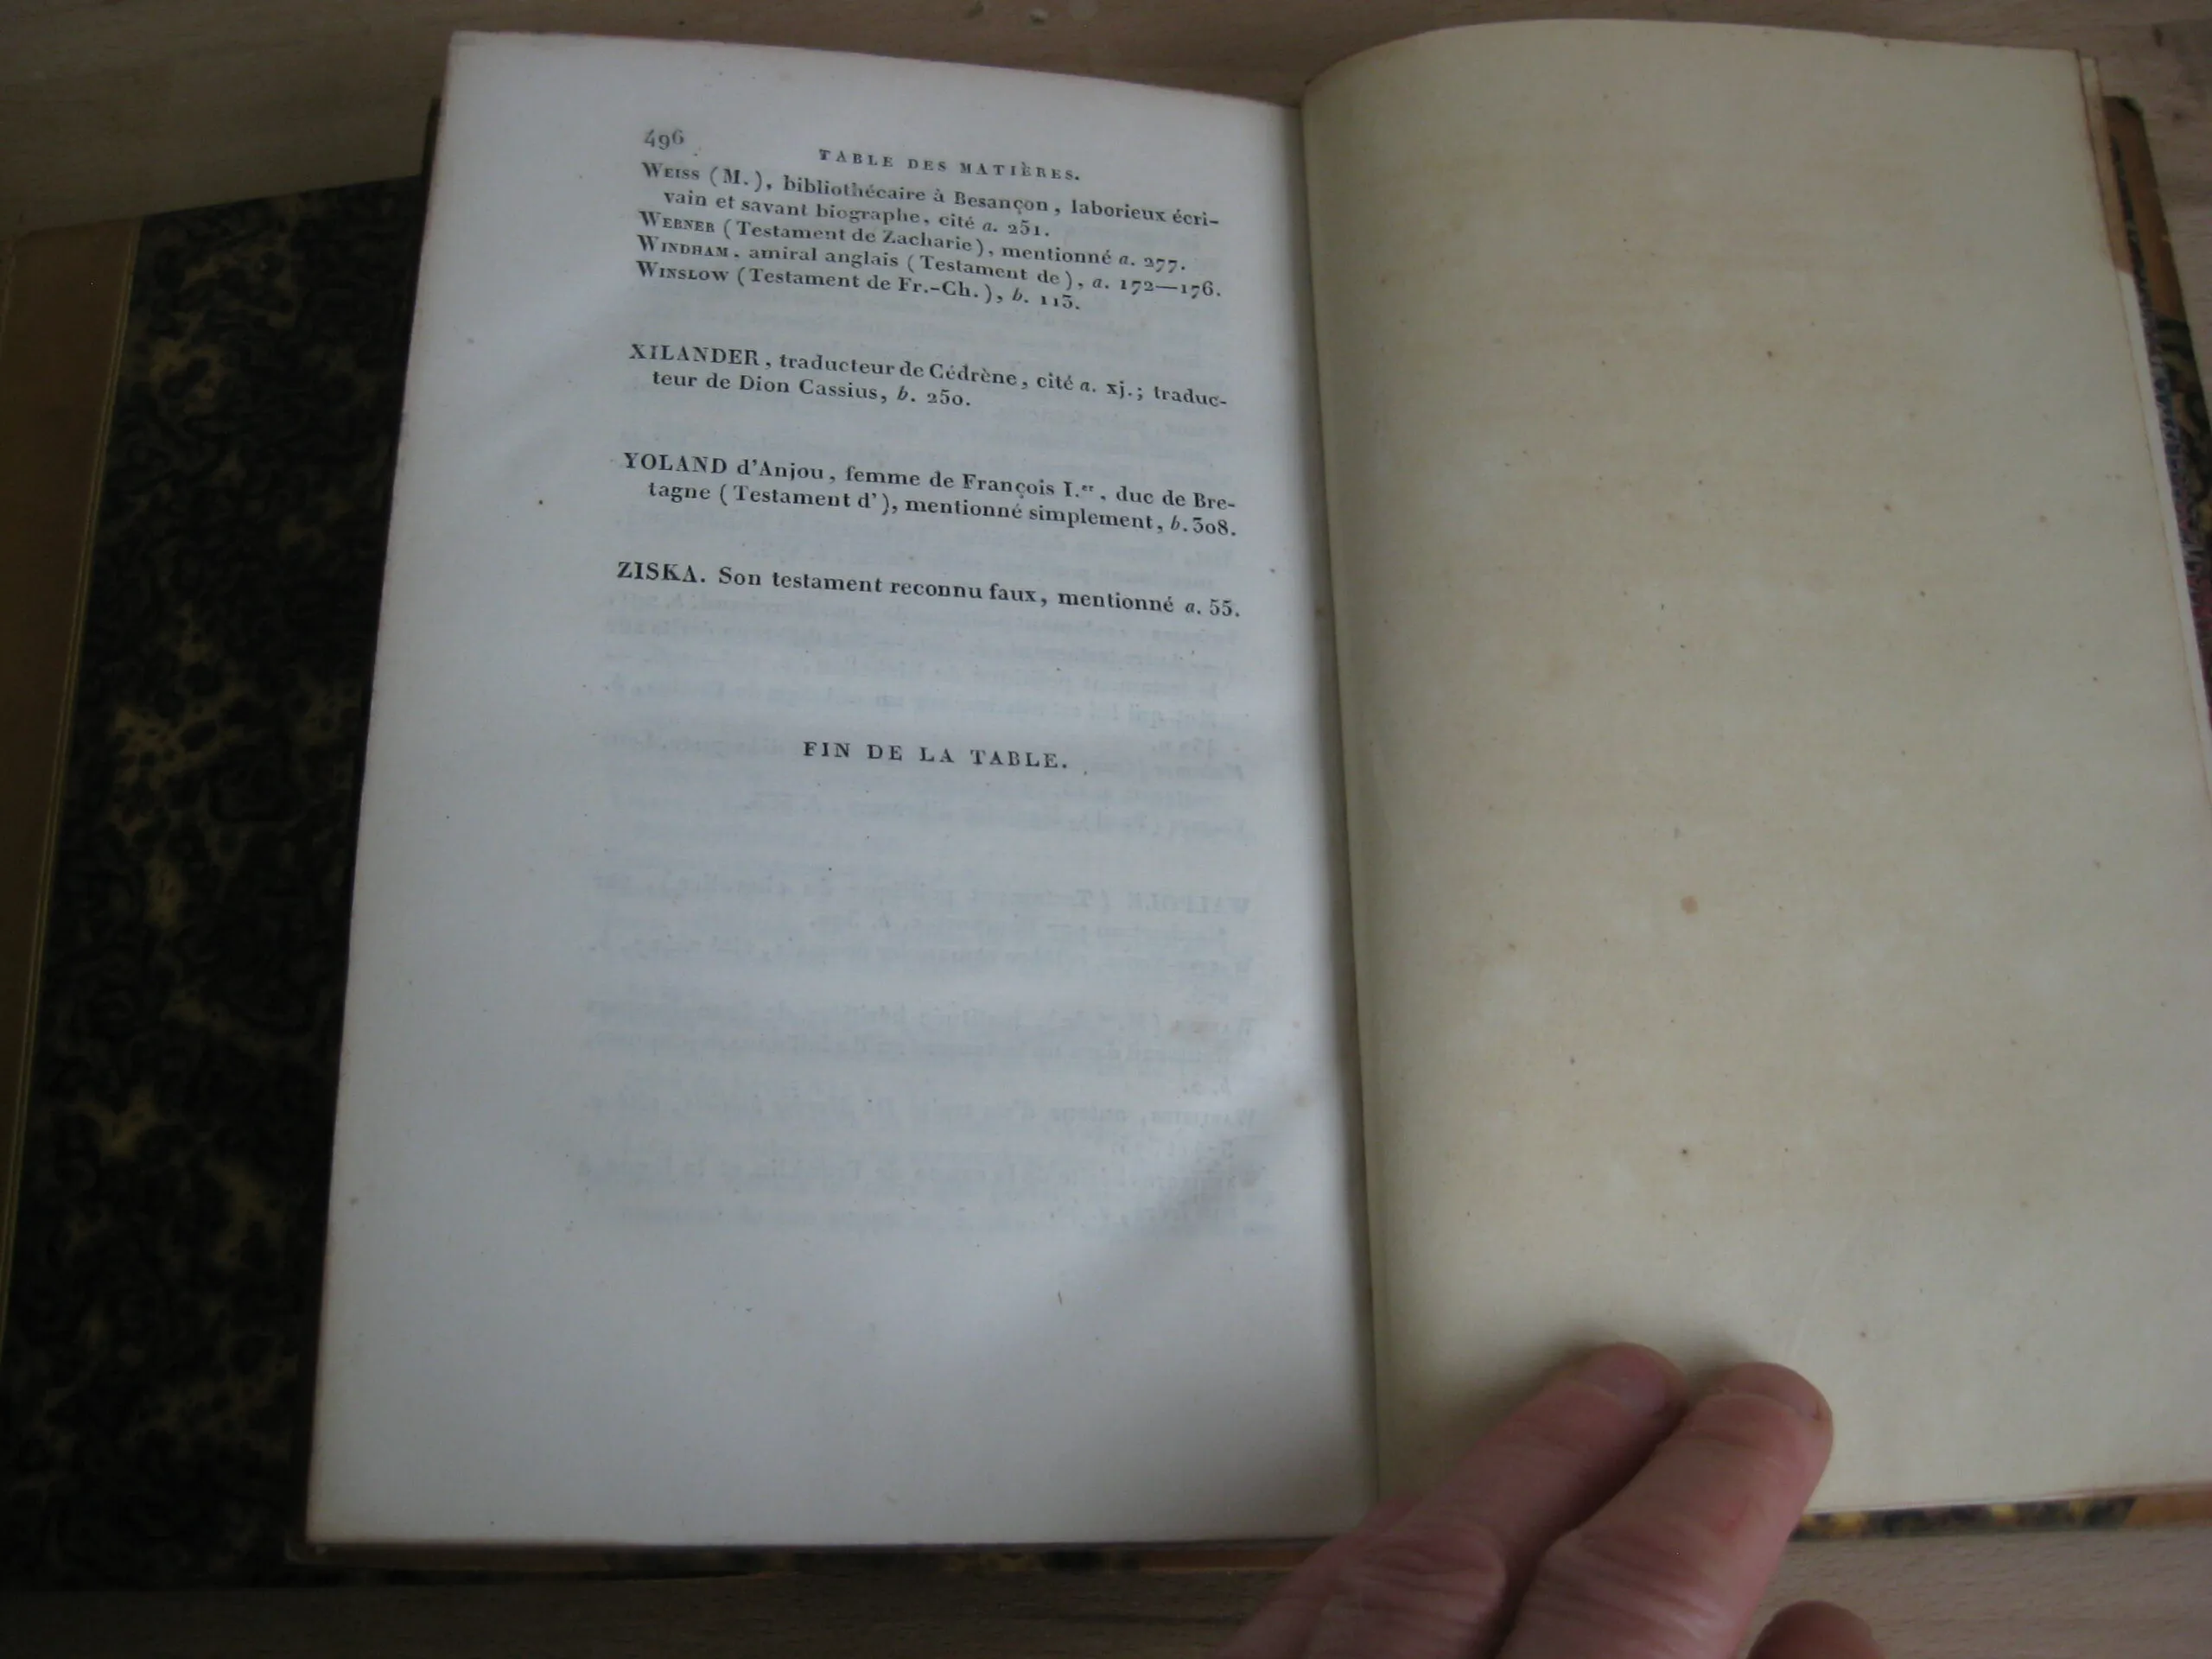 496
TABLE DES MATIÈRES.
WEISS (M.), bibliothécaire à Besançon, laborieux écri-
vain et savant biographe, cité a. 251.
WERNER (Testament de Zacharie), mentionné a. 277.
WINDHAM, amiral anglais (Testament de), a. 172—176.
WINSLOW (Testament de Fr.-Ch.), b. 113.
XILANDER, traducteur de Cédrène, cité a. xj.; traduc-
teur de Dion Cassius, b. 250.
YOLAND d'Anjou, femme de François I.er, duc de Bre-
tagne (Testament d'), mentionné simplement, b. 308.
ZISKA. Son testament reconnu faux, mentionné a. 55.
FIN DE LA TABLE.